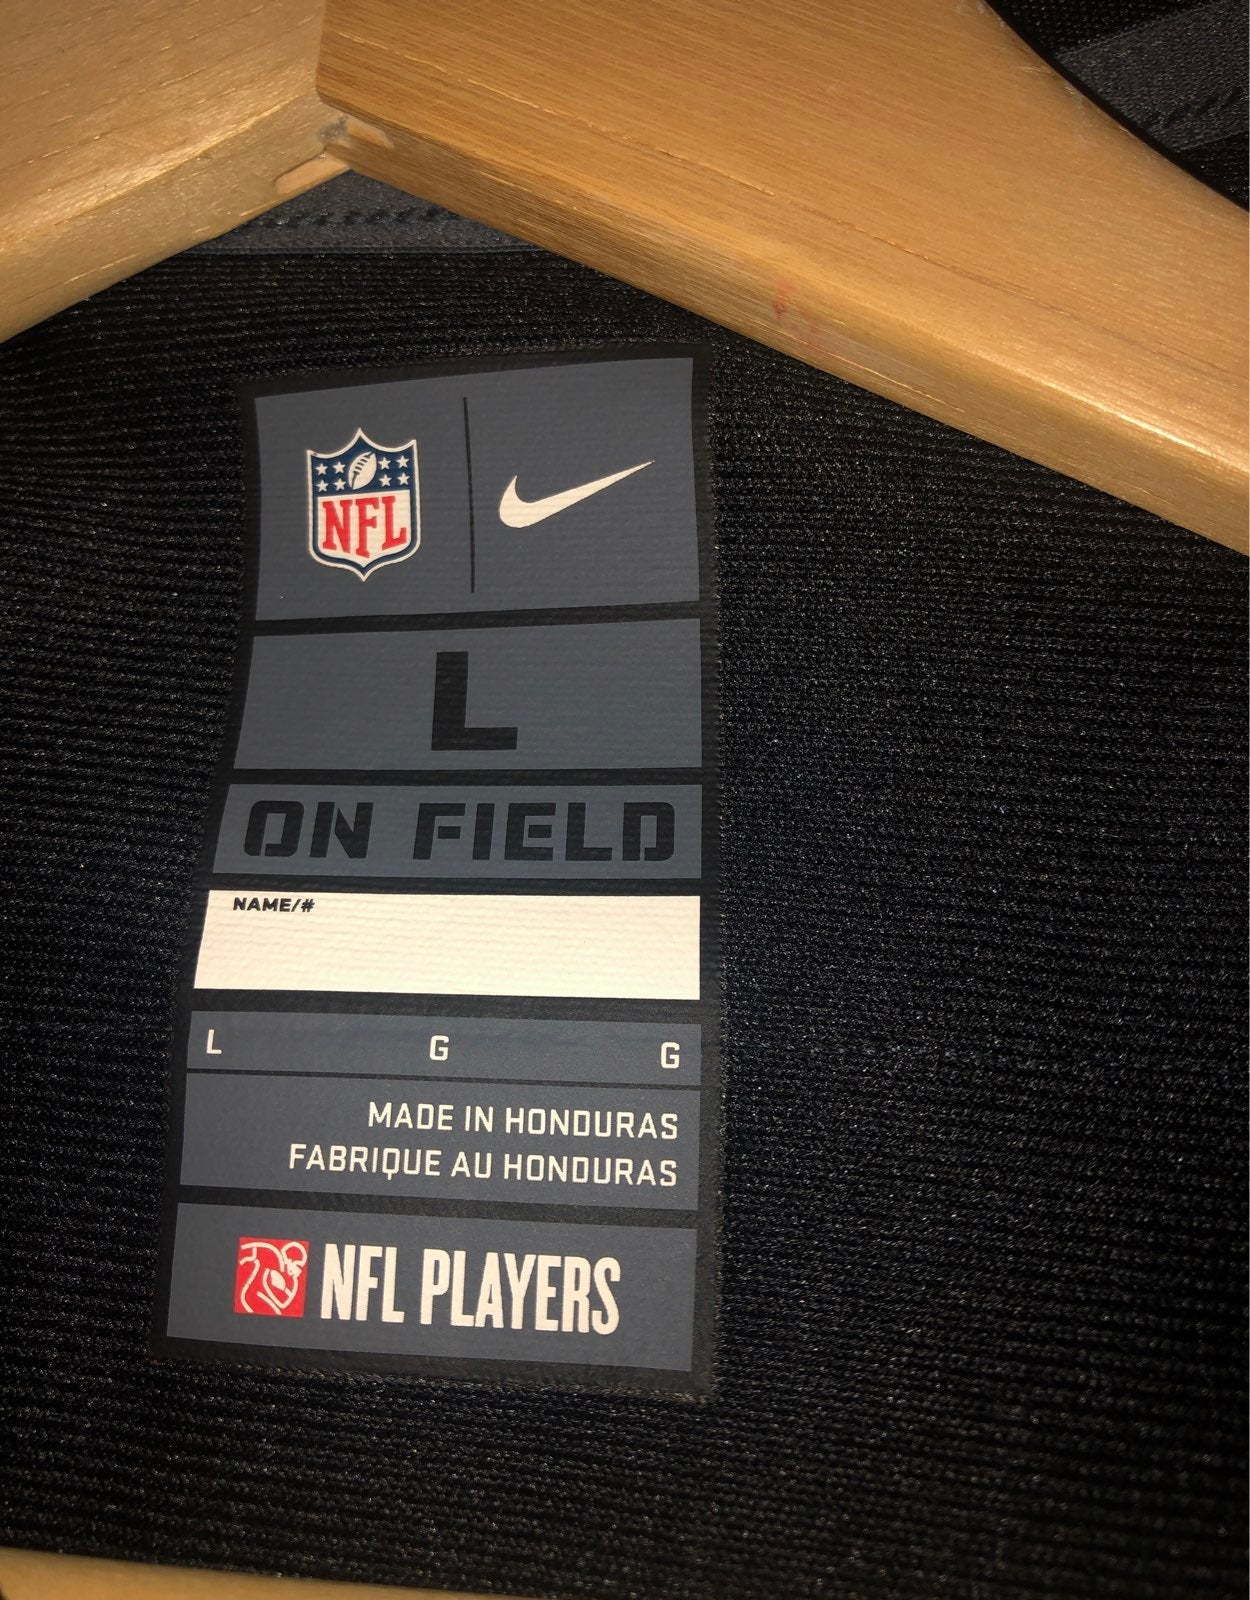 NFL
L
ON FIELD
NAME/#
L G G
MADE IN HONDURAS
FABRIQUE AU HONDURAS
NFL PLAYERS